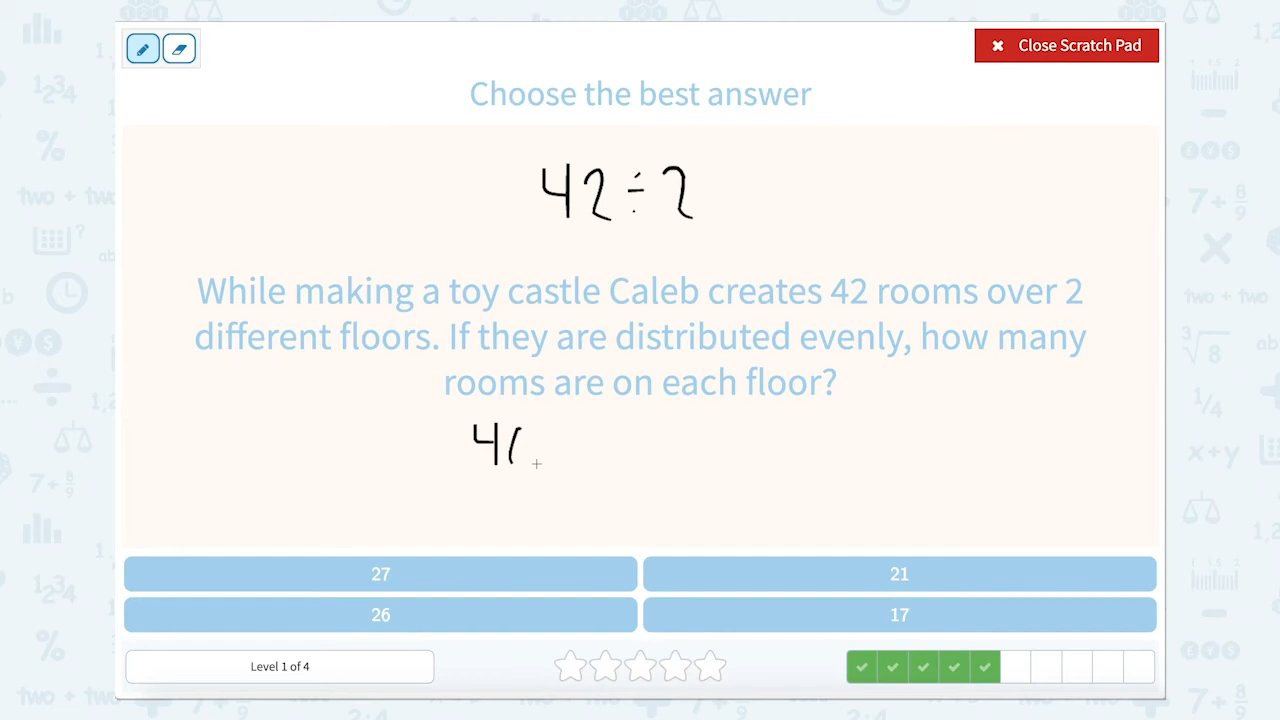 Close Scratch Pad
Choose the best answer
42 ÷ 2
While making a toy castle Caleb creates 42 rooms over 2
different floors. If they are distributed evenly, how many
rooms are on each floor?
4(
27
21
26
17
Level 1 of 4